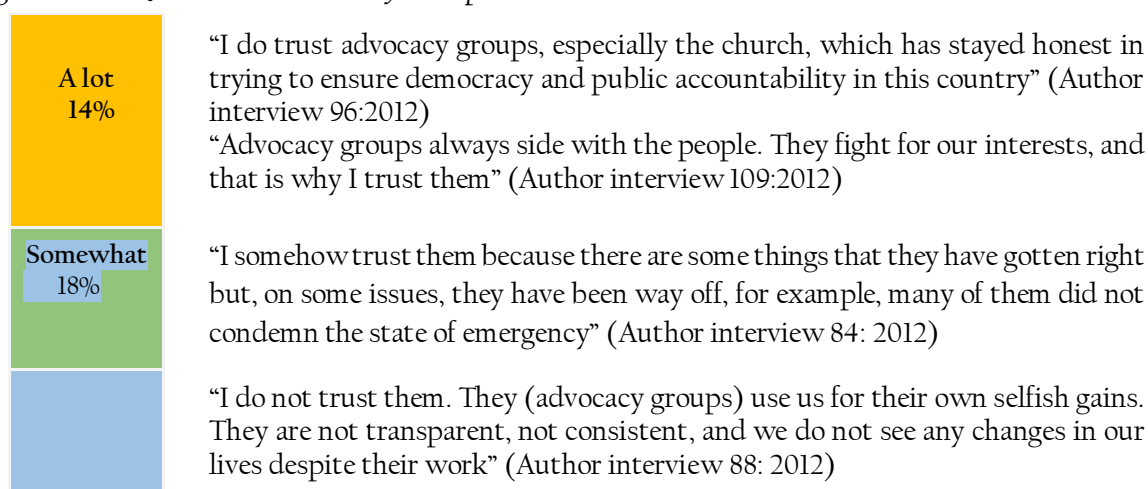 A lot
14%
“I do trust advocacy groups, especially the church, which has stayed honest in
trying to ensure democracy and public accountability in this country” (Author
interview 96:2012)
“Advocacy groups always side with the people. They fight for our interests, and
that is why I trust them” (Author interview 109:2012)
Somewhat
18%
“I somehow trust them because there are some things that they have gotten right
but, on some issues, they have been way off, for example, many of them did not
condemn the state of emergency” (Author interview 84: 2012)
“I do not trust them. They (advocacy groups) use us for their own selfish gains.
They are not transparent, not consistent, and we do not see any changes in our
lives despite their work” (Author interview 88: 2012)